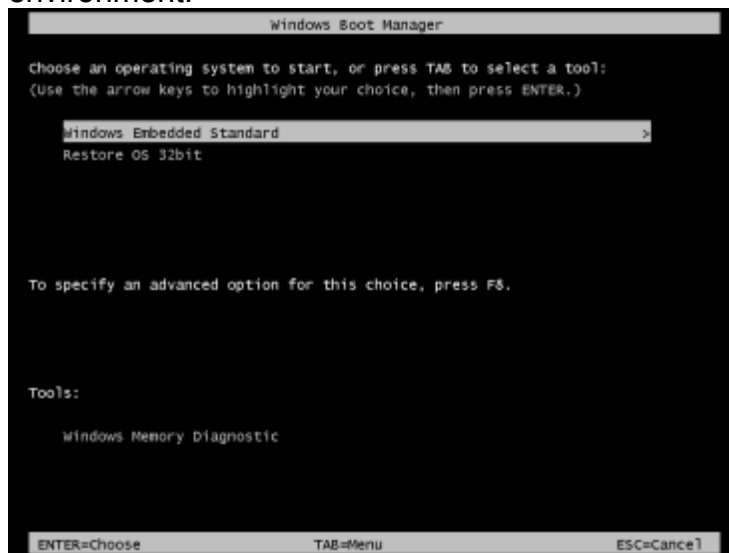 environment.
Windows Boot Manager
Choose an operating system to start, or press TAB to select a tool:
(Use the arrow keys to highlight your choice, then press ENTER.)
Windows Embedded Standard >
Restore OS 32bit
To specify an advanced option for this choice, press F8.
Tools:
Windows Memory Diagnostic
ENTER=Choose TAB=Menu ESC=Cancel